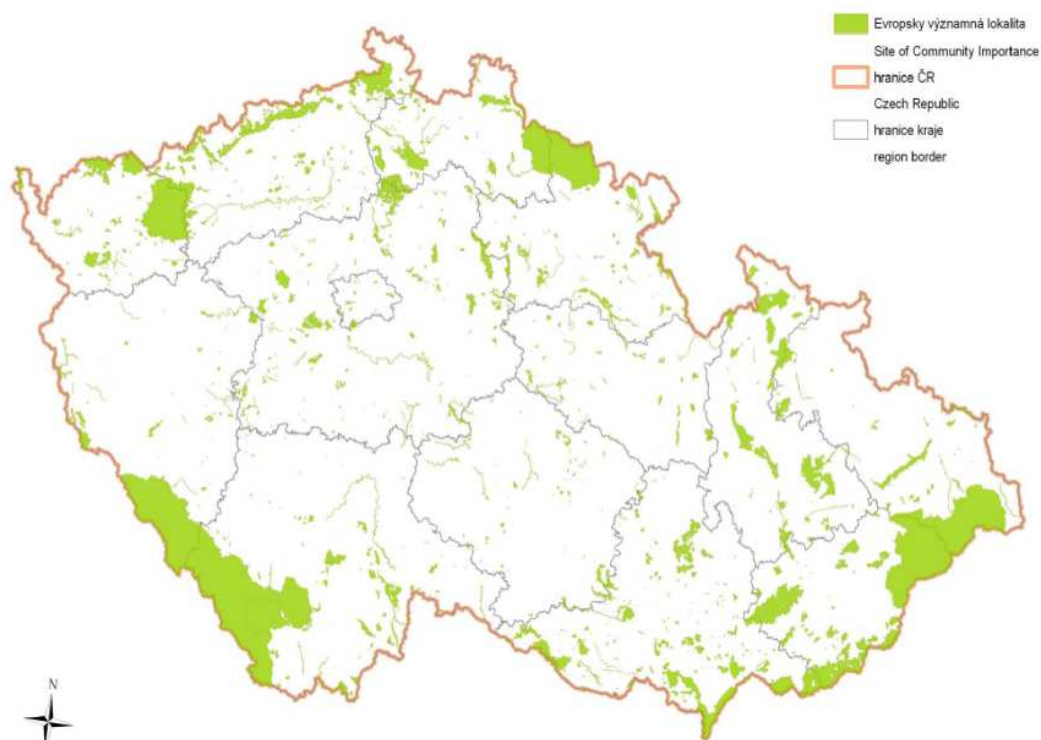 Evropsky významná lokalita
Site of Community Importance
hranice ČR
Czech Republic
hranice kraje
region border
N